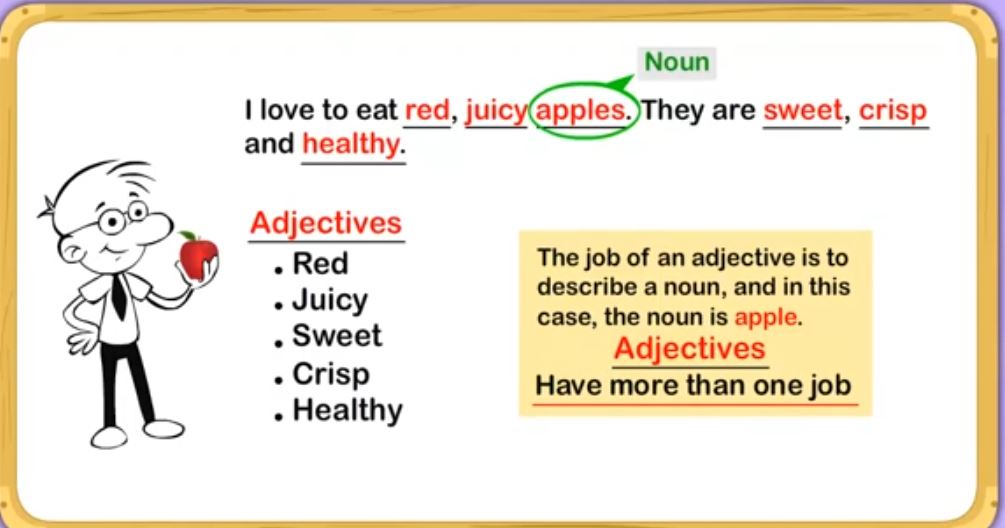 Noun
I love to eat red, juicy apples. They are sweet, crisp
and healthy.
Adjectives
. Red
. Juicy
. Sweet
. Crisp
. Healthy
The job of an adjective is to
describe a noun, and in this
case, the noun is apple.
Adjectives
Have more than one job